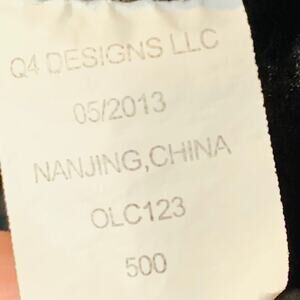 Q4 DESIGNS LLC
05/2013
NANJING,CHINA
OLC123
500